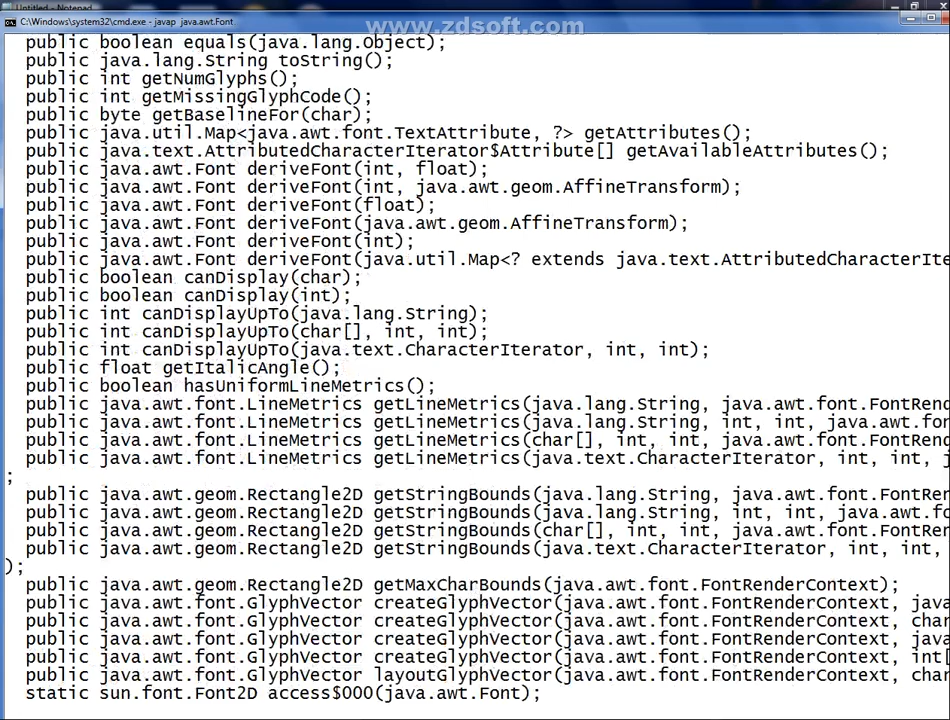 Untitled - Notepad
C:\Windows\system32\cmd.exe - javap java.awt.Font
www.zdsoft.com
public boolean equals(java.lang.Object);
public java.lang.String toString();
public int getNumGlyphs();
public int getMissingGlyphCode();
public byte getBaselineFor(char);
public java.util.Map<java.awt.font.TextAttribute, ?> getAttributes();
public java.text.AttributedCharacterIterator$Attribute[] getAvailableAttributes();
public java.awt.Font deriveFont(int, float);
public java.awt.Font deriveFont(int, java.awt.geom.AffineTransform);
public java.awt.Font deriveFont(float);
public java.awt.Font deriveFont(java.awt.geom.AffineTransform);
public java.awt.Font deriveFont(int);
public java.awt.Font deriveFont(java.util.Map<? extends java.text.AttributedCharacterIte
public boolean canDisplay(char);
public boolean canDisplay(int);
public int canDisplayUpTo(java.lang.String);
public int canDisplayUpTo(char[], int, int);
public int canDisplayUpTo(java.text.CharacterIterator, int, int);
public float getItalicAngle();
public boolean hasUniformLineMetrics();
public java.awt.font.LineMetrics getLineMetrics(java.lang.String, java.awt.font.FontRend
public java.awt.font.LineMetrics getLineMetrics(java.lang.String, int, int, java.awt.fon
public java.awt.font.LineMetrics getLineMetrics(char[], int, int, java.awt.font.FontRend
public java.awt.font.LineMetrics getLineMetrics(java.text.CharacterIterator, int, int, j
;
public java.awt.geom.Rectangle2D getStringBounds(java.lang.String, java.awt.font.FontRen
public java.awt.geom.Rectangle2D getStringBounds(java.lang.String, int, int, java.awt.fo
public java.awt.geom.Rectangle2D getStringBounds(char[], int, int, java.awt.font.FontRen
public java.awt.geom.Rectangle2D getStringBounds(java.text.CharacterIterator, int, int,
);
public java.awt.geom.Rectangle2D getMaxCharBounds(java.awt.font.FontRenderContext);
public java.awt.font.GlyphVector createGlyphVector(java.awt.font.FontRenderContext, java
public java.awt.font.GlyphVector createGlyphVector(java.awt.font.FontRenderContext, char
public java.awt.font.GlyphVector createGlyphVector(java.awt.font.FontRenderContext, java
public java.awt.font.GlyphVector createGlyphVector(java.awt.font.FontRenderContext, int[
public java.awt.font.GlyphVector layoutGlyphVector(java.awt.font.FontRenderContext, char
static sun.font.Font2D access$000(java.awt.Font);